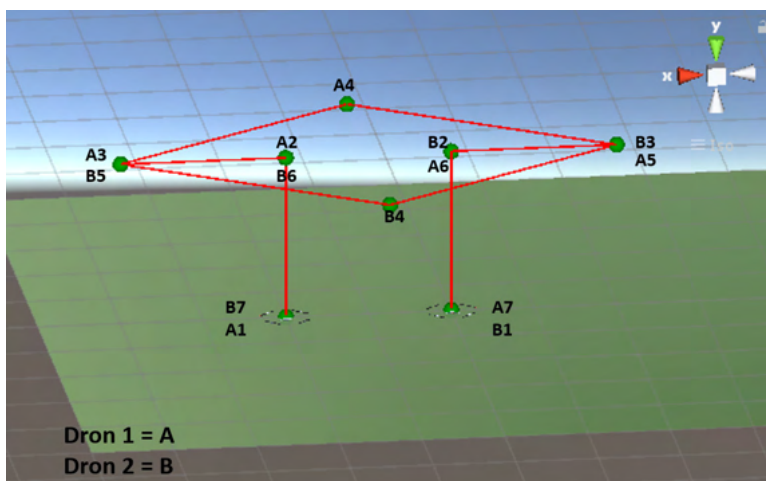 y
x
A4
A3
B5
A2
B6
B2
A6
B3
A5
B4
B7
A1
A7
B1
Dron 1 = A
Dron 2 = B